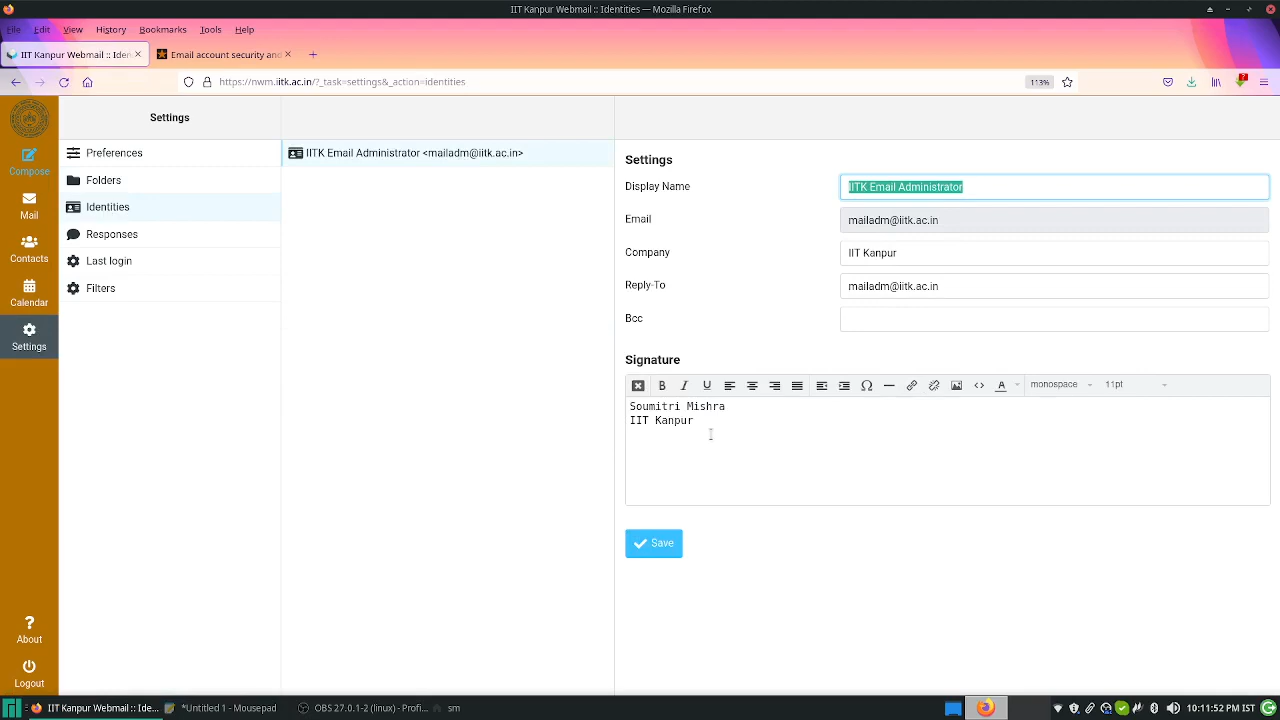 IIT Kanpur Webmail :: Identities — Mozilla Firefox
File Edit View History Bookmarks Tools Help
IIT Kanpur Webmail :: Iden
Email account security and
https://nwm.iitk.ac.in/?_task=settings&_action=identities
113%
Settings
Compose
Mail
Contacts
Calendar
Settings
About
Logout
Preferences
Folders
Identities
Responses
Last login
Filters
IITK Email Administrator <mailadm@iitk.ac.in>
Settings
Display Name
IITK Email Administrator
Email
mailadm@iitk.ac.in
Company
IIT Kanpur
Reply-To
mailadm@iitk.ac.in
Bcc
Signature
monospace
11pt
Soumitri Mishra
IIT Kanpur
Save
IIT Kanpur Webmail :: Ide...
*Untitled 1 - Mousepad
OBS 27.0.1-2 (linux) - Profi...
sm
10:11:52 PM IST